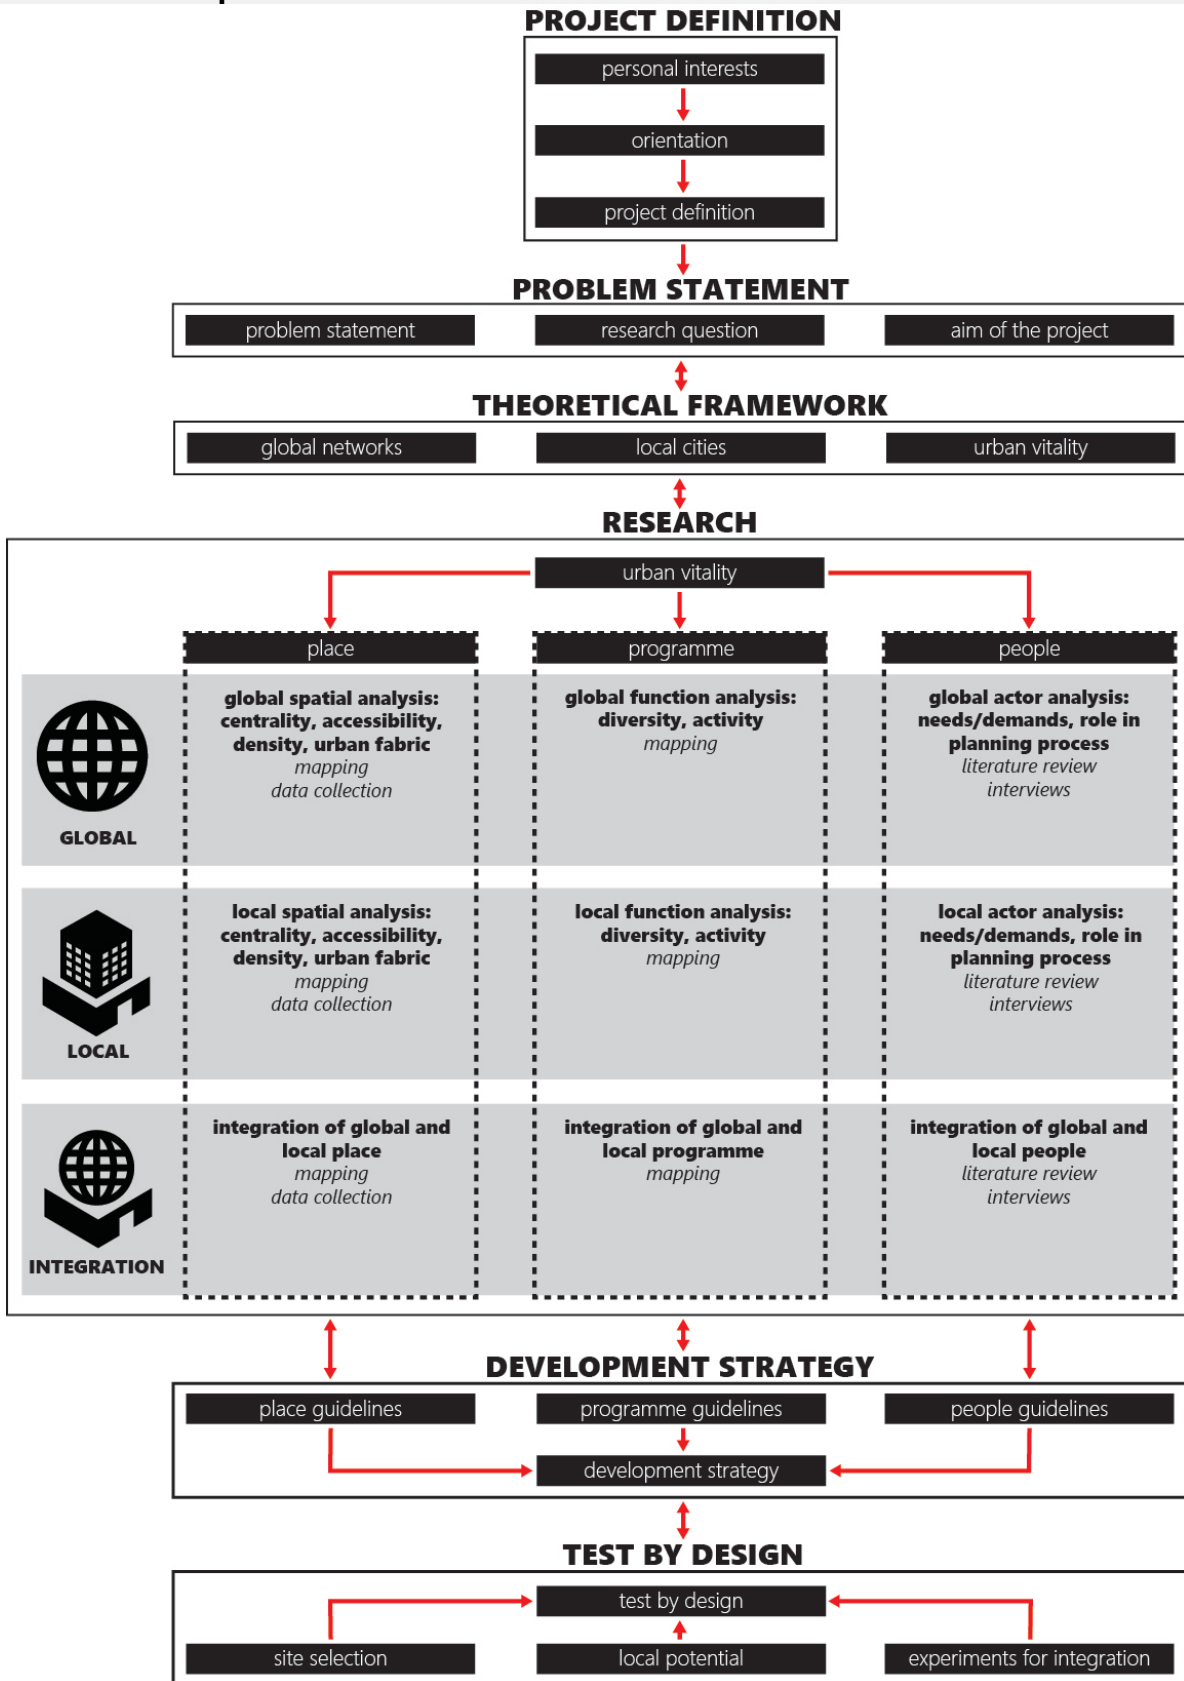 PROJECT DEFINITION
personal interests
orientation
project definition
PROBLEM STATEMENT
problem statement
research question
aim of the project
THEORETICAL FRAMEWORK
global networks
local cities
urban vitality
RESEARCH
urban vitality
place
programme
people
GLOBAL
global spatial analysis:
centrality, accessibility,
density, urban fabric
mapping
data collection
global function analysis:
diversity, activity
mapping
global actor analysis:
needs/demands, role in
planning process
literature review
interviews
LOCAL
local spatial analysis:
centrality, accessibility,
density, urban fabric
mapping
data collection
local function analysis:
diversity, activity
mapping
local actor analysis:
needs/demands, role in
planning process
literature review
interviews
INTEGRATION
integration of global and
local place
mapping
data collection
integration of global and
local programme
mapping
integration of global and
local people
literature review
interviews
DEVELOPMENT STRATEGY
place guidelines
programme guidelines
people guidelines
development strategy
TEST BY DESIGN
test by design
site selection
local potential
experiments for integration